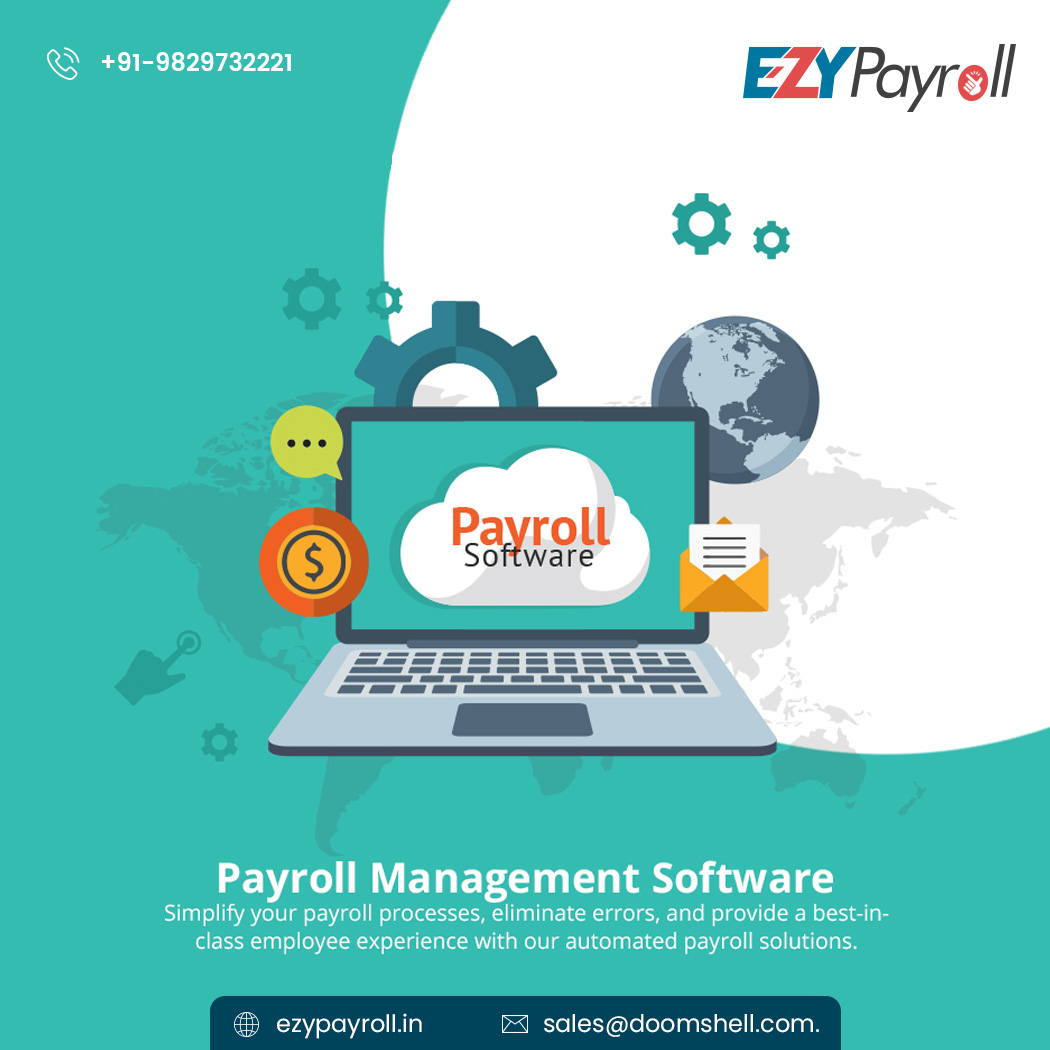 +91-9829732221
EZYPayroll
Payroll
Software
$
Payroll Management Software
Simplify your payroll processes, eliminate errors, and provide a best-in-
class employee experience with our automated payroll solutions.
ezypayroll.in
sales@doomshell.com.